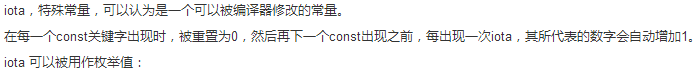 iota，特殊常量，可以认为是一个可以被编译器修改的常量。
在每一个const关键字出现时，被重置为0，然后再下一个const出现之前，每出现一次iota，其所代表的数字会自动增加1。
iota 可以被用作枚举值：